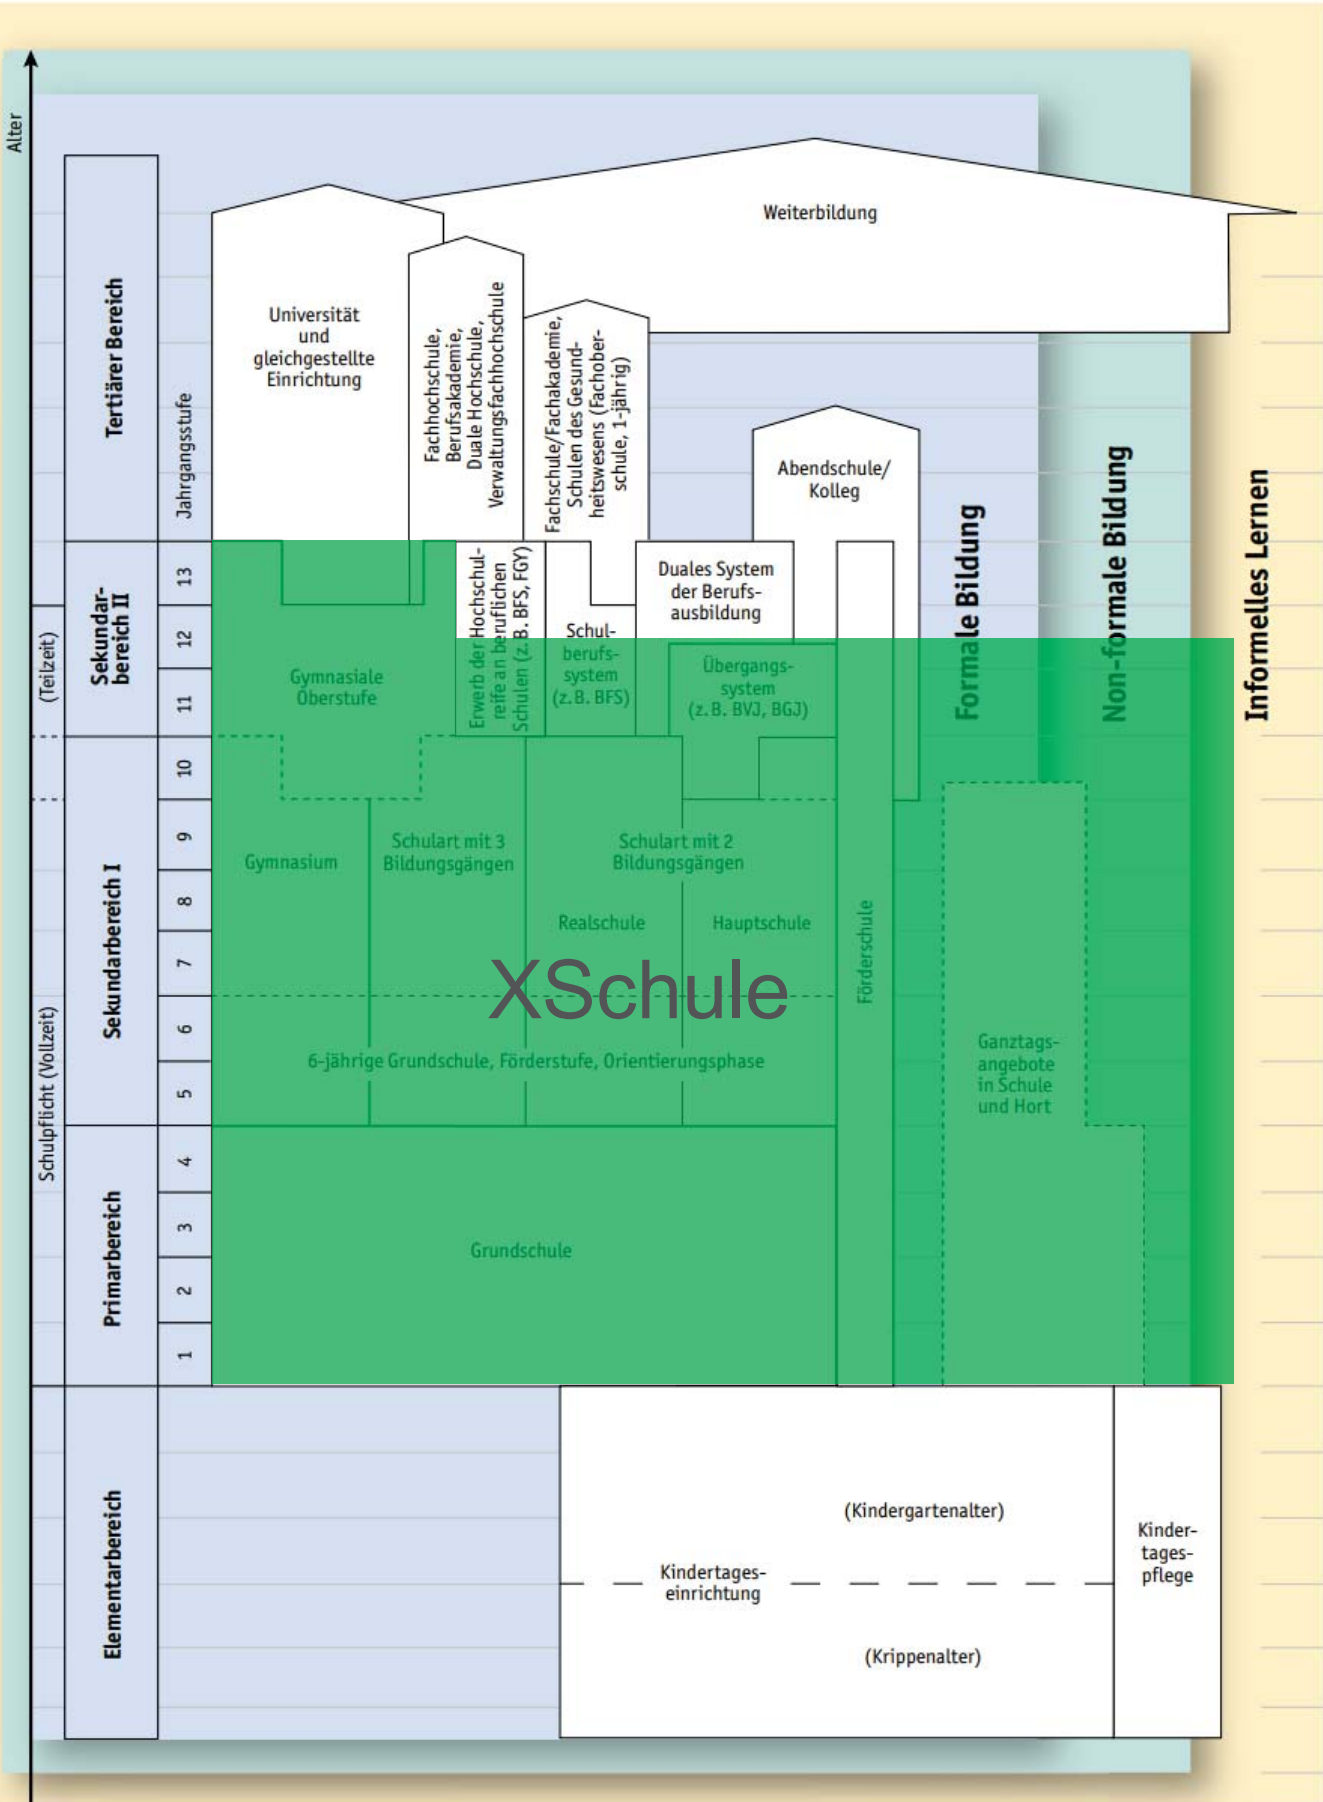 Alter
Weiterbildung
Tertiärer Bereich
Jahrgangsstufe
Universität
und
gleichgestellte
Einrichtung
Fachhochschule,
Berufsakademie,
Duale Hochschule,
Verwaltungsfachhochschule
Fachschule/Fachakademie,
Schulen des Gesund-
heitswesens (Fachober-
schule, 1-jährig)
Abendschule/
Kolleg
Formale Bildung
Non-formale Bildung
Informelles Lernen
(Teilzeit)
Sekundar-
bereich II
13
12
11
Gymnasiale
Oberstufe
Erwerb der Hochschul-
reife an beruflichen
Schulen (z. B. BFS, FGY)
Schul-
berufs-
system
(z. B. BFS)
Duales System
der Berufs-
ausbildung
Übergangs-
system
(z. B. BVJ, BGJ)
Schulpflicht (Vollzeit)
Sekundarbereich I
10
9
8
7
6
5
Gymnasium
Schulart mit 3
Bildungsgängen
Schulart mit 2
Bildungsgängen
Realschule
Hauptschule
Förderschule
XSchule
6-jährige Grundschule, Förderstufe, Orientierungsphase
Ganztags-
angebote
in Schule
und Hort
Primarbereich
4
3
2
1
Grundschule
Elementarbereich
(Kindergartenalter)
Kindertages-
einrichtung
(Krippenalter)
Kinder-
tages-
pflege